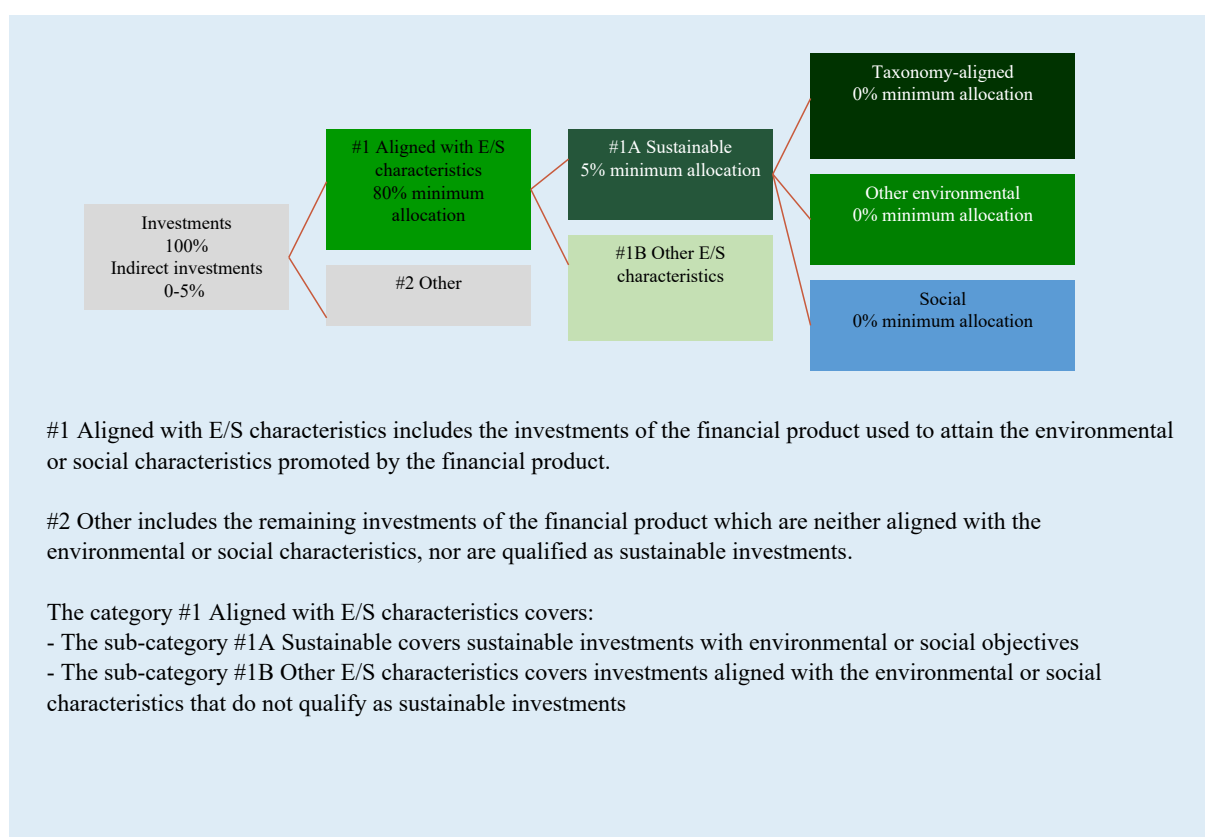 Investments
100%
Indirect investments
0-5%
#1 Aligned with E/S
characteristics
80% minimum
allocation
#2 Other
#1A Sustainable
5% minimum allocation
#1B Other E/S
characteristics
Taxonomy-aligned
0% minimum allocation
Other environmental
0% minimum allocation
Social
0% minimum allocation
#1 Aligned with E/S characteristics includes the investments of the financial product used to attain the environmental
or social characteristics promoted by the financial product.
#2 Other includes the remaining investments of the financial product which are neither aligned with the
environmental or social characteristics, nor are qualified as sustainable investments.
The category #1 Aligned with E/S characteristics covers:
- The sub-category #1A Sustainable covers sustainable investments with environmental or social objectives
- The sub-category #1B Other E/S characteristics covers investments aligned with the environmental or social
characteristics that do not qualify as sustainable investments